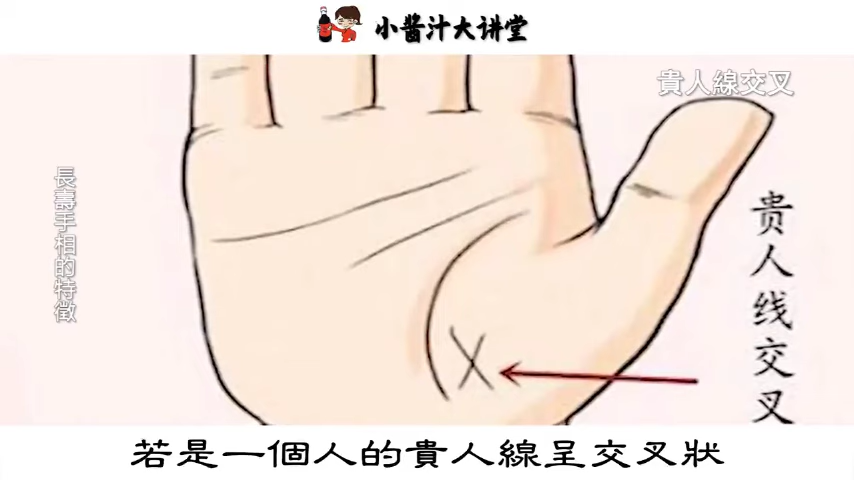 小酱汁大讲堂
貴人線交叉
長壽手相的特徵
贵人线交叉
若是一個人的貴人線呈交叉狀